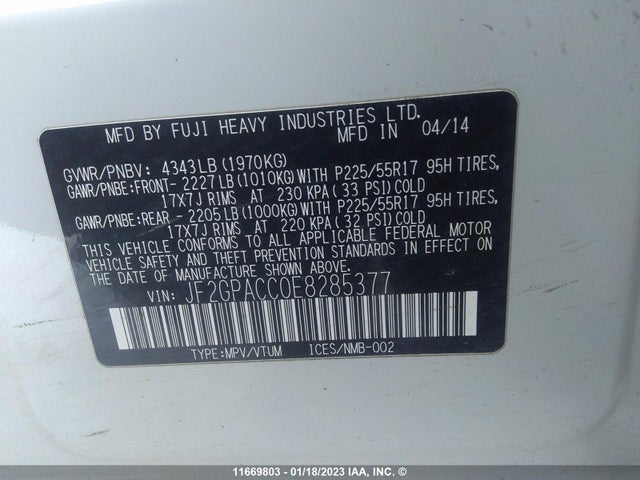 MFD BY FUJI HEAVY INDUSTRIES LTD.
MFD IN 04/14
GVWR/PNBV: 4343LB (1970KG)
GAWR/PNBE:FRONT- 2227LB(1010KG)WITH P225/55R17 95H TIRES,
17X7J RIMS AT 230 KPA(33 PSI)COLD
GAWR/PNBE:REAR - 2205LB(1000KG)WITH P225/55R17 95H TIRES,
17X7J RIMS AT 220 KPA(32 PSI)COLD
THIS VEHICLE CONFORMS TO ALL APPLICABLE FEDERAL MOTOR
VEHICLE SAFETY AND THEFT PREVENTION STANDARDS IN EFFECT
ON THE DATE OF MANUFACTURE SHOWN ABOVE.
VIN: JF2GPACC0E8285377
TYPE:MPV/VTUM 1CES/NMB-002
11669803 - 01/18/2023 IAA, INC. ©